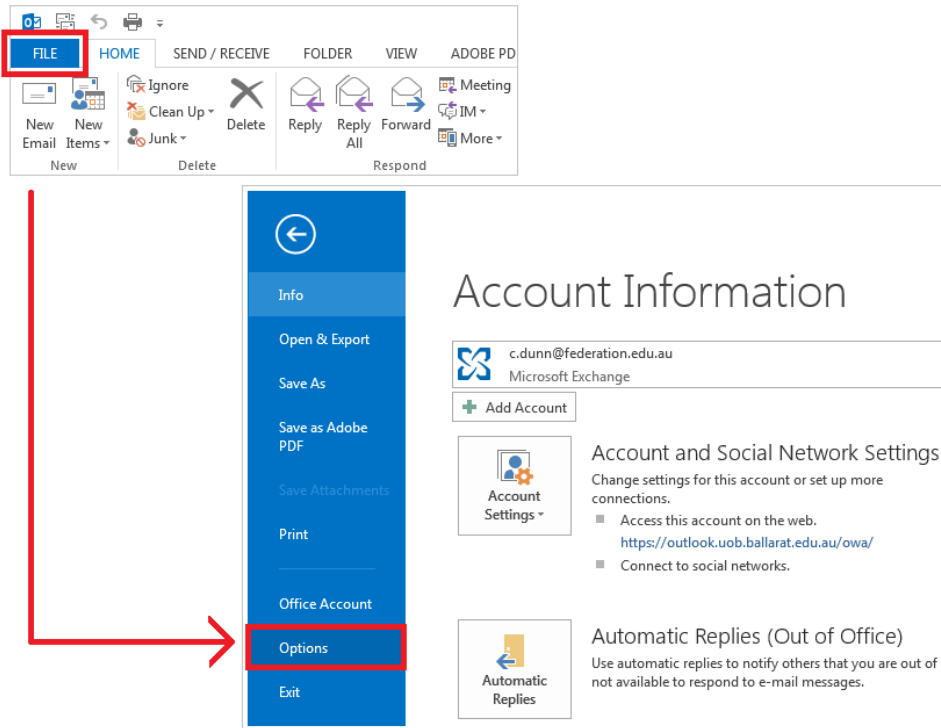 FILE HOME SEND / RECEIVE FOLDER VIEW ADOBE PD
New Email
New Items
Ignore
Clean Up
Junk
Delete
Reply
Reply All
Forward
Meeting
IM
More
New Delete Respond
Info
Open & Export
Save As
Save as Adobe
PDF
Save Attachments
Print
Office Account
Options
Exit
Account Information
c.dunn@federation.edu.au
Microsoft Exchange
Add Account
Account
Settings
Account and Social Network Settings
Change settings for this account or set up more
connections.
Access this account on the web.
https://outlook.uob.ballarat.edu.au/owa/
Connect to social networks.
Automatic
Replies
Automatic Replies (Out of Office)
Use automatic replies to notify others that you are out of
not available to respond to e-mail messages.